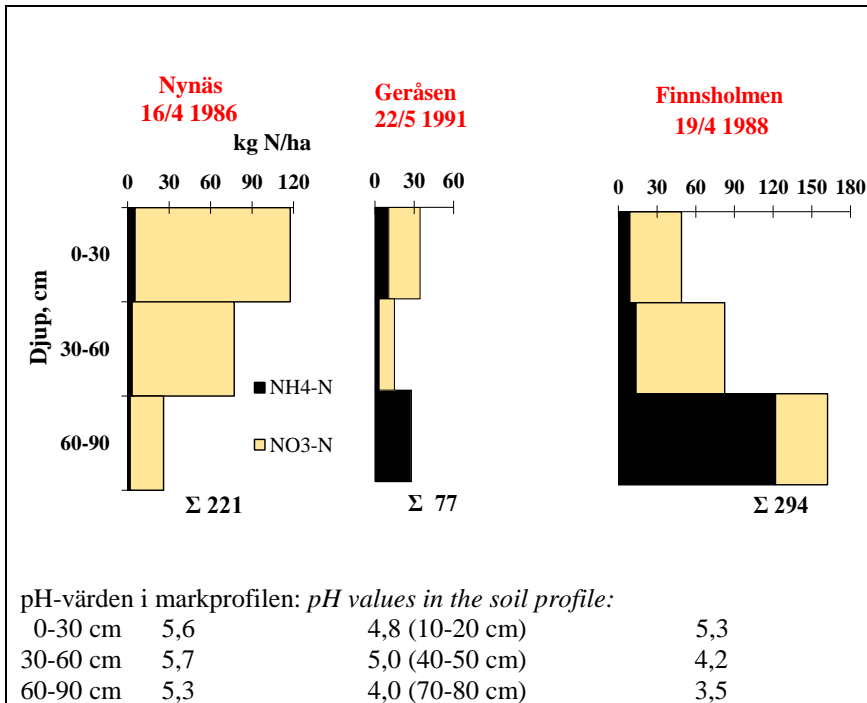 Nynäs
16/4 1986
Geråsen
22/5 1991
Finnsholmen
19/4 1988
kg N/ha
0 30 60 90 120
0 30 60
0 30 60 90 120 150 180
Djup, cm
0-30
30-60
60-90
NH4-N
NO3-N
Σ 221
Σ 77
Σ 294
pH-värden i markprofilen: pH values in the soil profile:
0-30 cm 5,6 4,8 (10-20 cm) 5,3
30-60 cm 5,7 5,0 (40-50 cm) 4,2
60-90 cm 5,3 4,0 (70-80 cm) 3,5